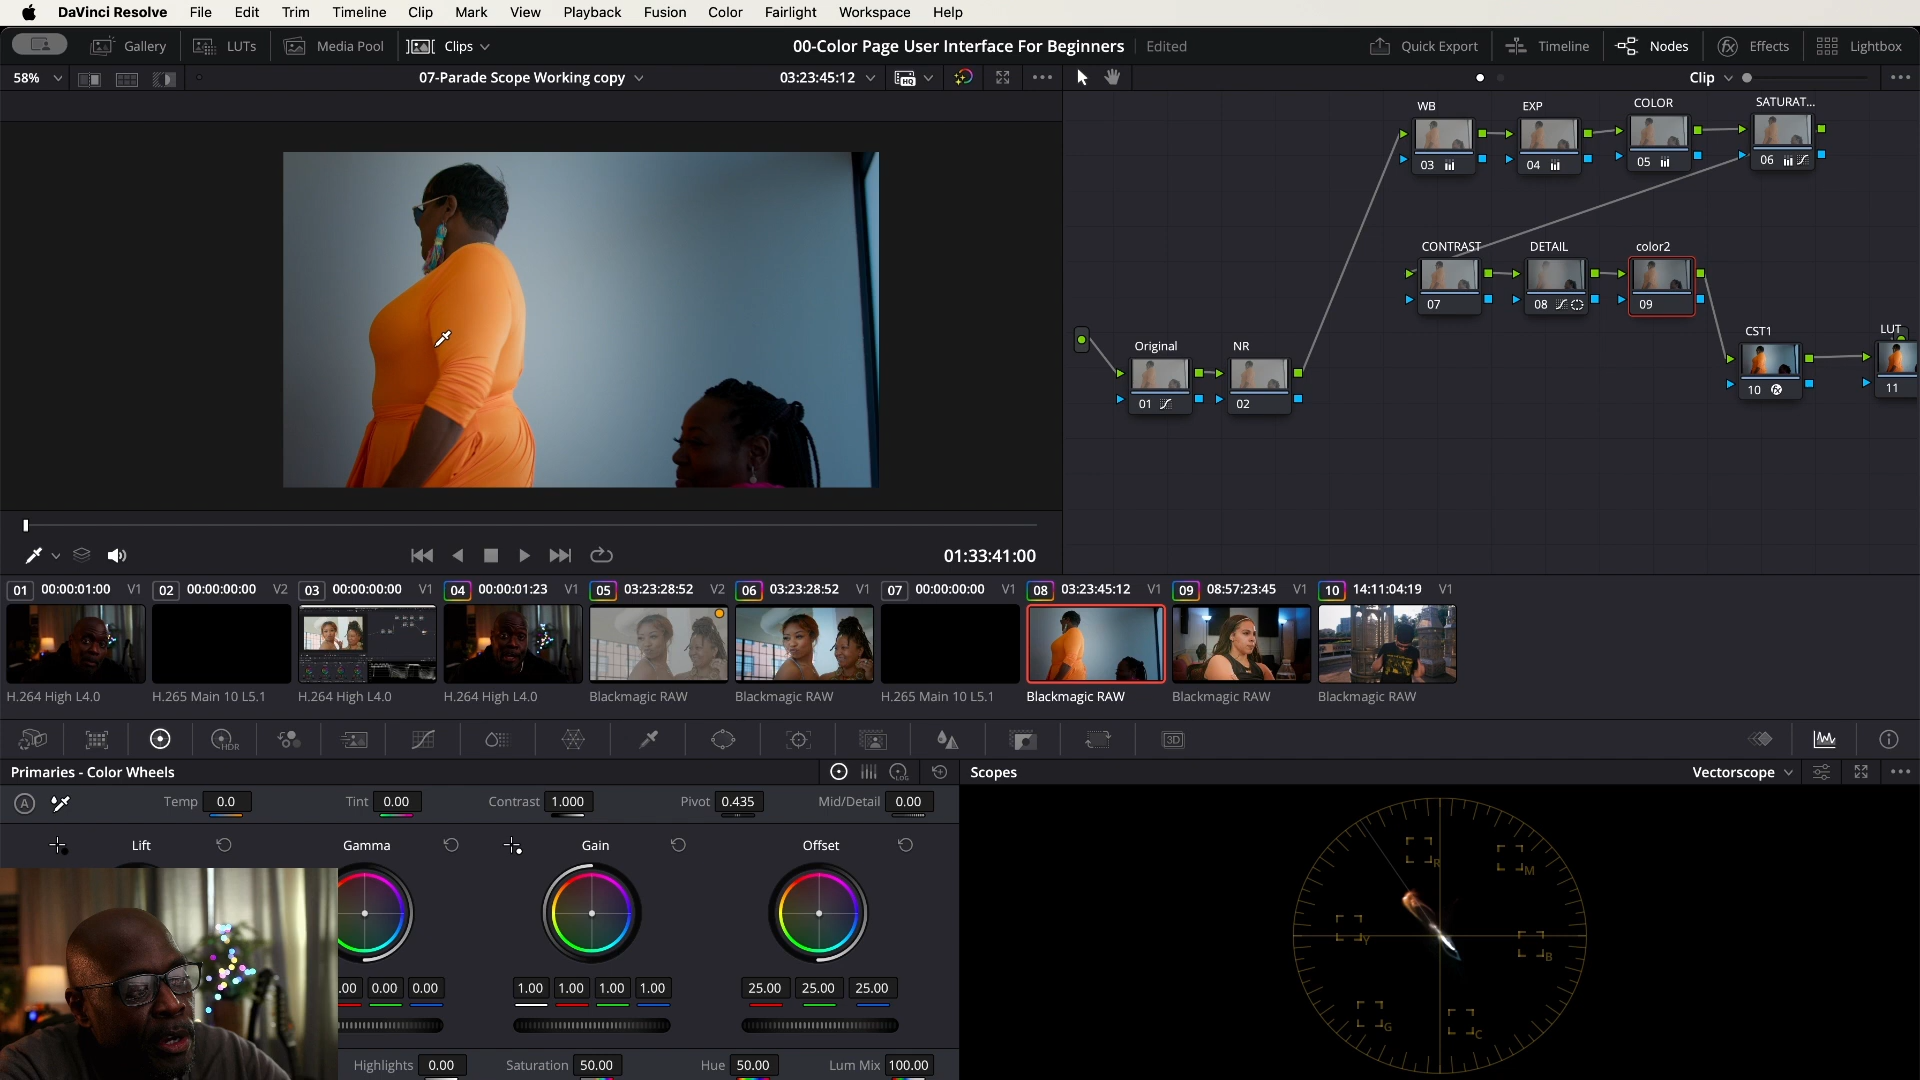 DaVinci Resolve File Edit Trim Timeline Clip Mark View Playback Fusion Color Fairlight Workspace Help
Gallery LUTs Media Pool Clips 00-Color Page User Interface For Beginners Edited Quick Export Timeline Nodes Effects Lightbox
58% 07-Parade Scope Working copy 03:23:45:12 HQ Clip
WB EXP COLOR SATURAT...
03 04 05 06
CONTRAST DETAIL color2
07 08 09
CST1 LUT
10 11
Original NR
01 02
01:33:41:00
01 00:00:01:00 V1 02 00:00:00:00 V2 03 00:00:00:00 V1 04 00:00:01:23 V1 05 03:23:28:52 V2 06 03:23:28:52 V1 07 00:00:00:00 V1 08 03:23:45:12 V1 09 08:57:23:45 V1 10 14:11:04:19 V1
H.264 High L4.0 H.265 Main 10 L5.1 H.264 High L4.0 H.264 High L4.0 Blackmagic RAW Blackmagic RAW H.265 Main 10 L5.1 Blackmagic RAW Blackmagic RAW Blackmagic RAW
HDR 3D
Primaries - Color Wheels LOG Scopes Vectorscope
A Temp 0.0 Tint 0.00 Contrast 1.000 Pivot 0.435 Mid/Detail 0.00
Lift Gamma Gain Offset
R M
Y B
G C
.00 0.00 0.00 1.00 1.00 1.00 1.00 25.00 25.00 25.00
Highlights 0.00 Saturation 50.00 Hue 50.00 Lum Mix 100.00